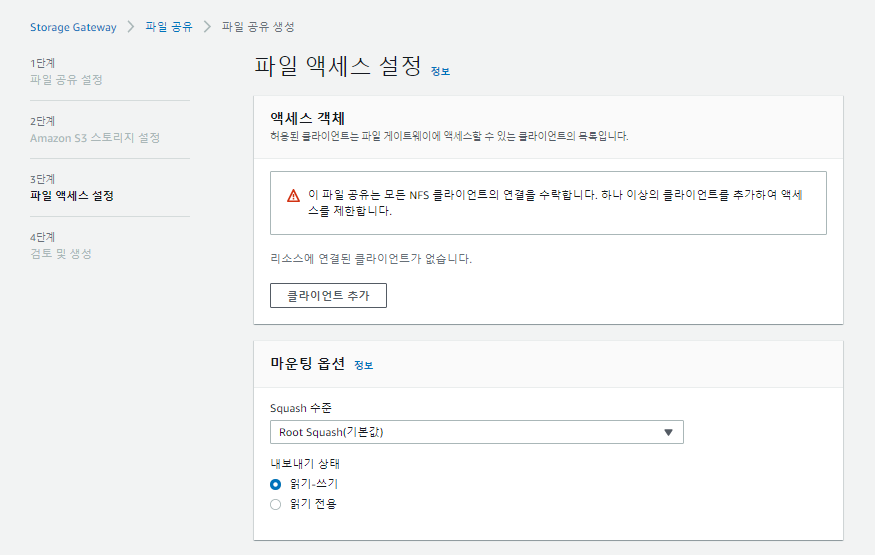 Storage Gateway > 파일 공유 > 파일 공유 생성
1단계
파일 공유 설정
2단계
Amazon S3 스토리지 설정
3단계
파일 액세스 설정
4단계
검토 및 생성
파일 액세스 설정 정보
액세스 객체
허용된 클라이언트는 파일 게이트웨이에 액세스할 수 있는 클라이언트의 목록입니다.
이 파일 공유는 모든 NFS 클라이언트의 연결을 수락합니다. 하나 이상의 클라이언트를 추가하여 액세
스를 제한합니다.
리소스에 연결된 클라이언트가 없습니다.
클라이언트 추가
마운팅 옵션 정보
Squash 수준
Root Squash(기본값)
내보내기 상태
읽기-쓰기
읽기 전용